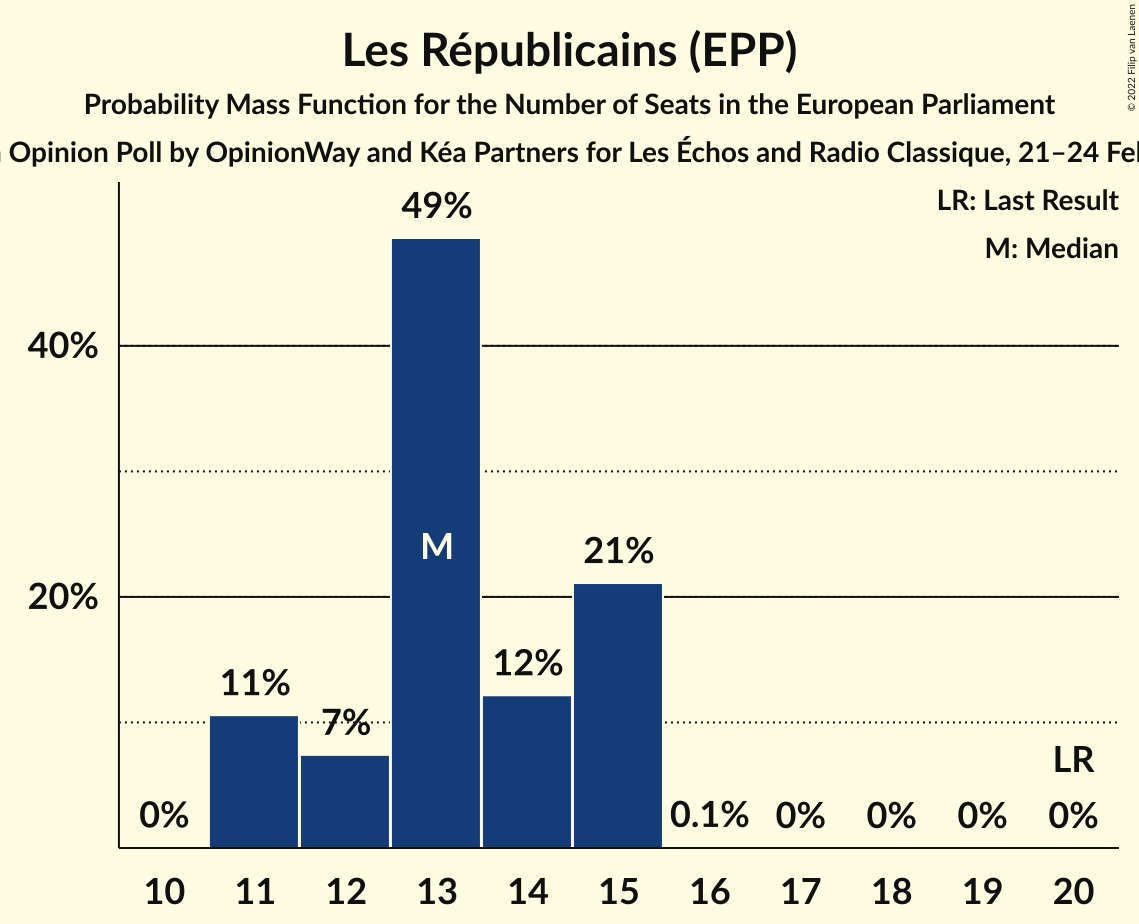 © 2022 Filip van Laenen
Les Républicains (EPP)
Probability Mass Function for the Number of Seats in the European Parliament
Opinion Poll by OpinionWay and Kéa Partners for Les Échos and Radio Classique, 21–24
LR: Last Result
M: Median
49%
40%
M
21%
20%
12%
11%
7%
LR
0%
0.1%
0%
0%
0%
0%
10 11 12 13 14 15 16 17 18 19 20